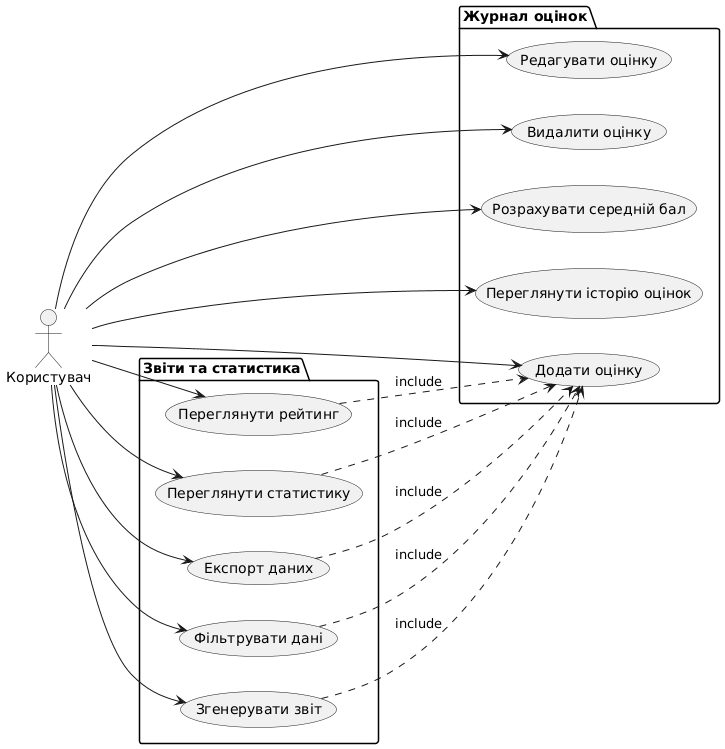 Журнал оцінок
Редагувати оцінку
Видалити оцінку
Розрахувати середній бал
Переглянути історію оцінок
Додати оцінку
Користувач
Звіти та статистика
Переглянути рейтинг
Переглянути статистику
Експорт даних
Фільтрувати дані
Згенерувати звіт
include
include
include
include
include